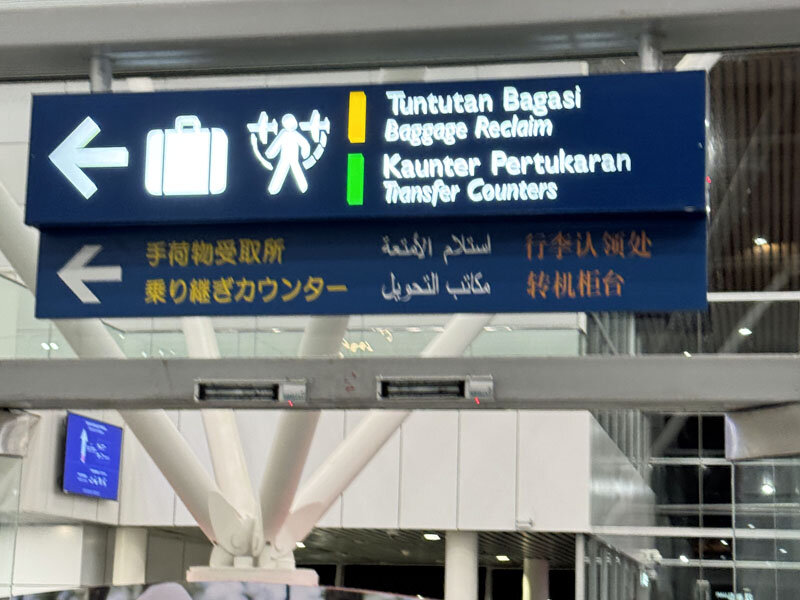 Tuntutan Bagasi
Baggage Reclaim
Kaunter Pertukaran
Transfer Counters
手荷物受取所
乗り継ぎカウンター
استلام الأمتعة
مكاتب التحويل
行李认领处
转机柜台